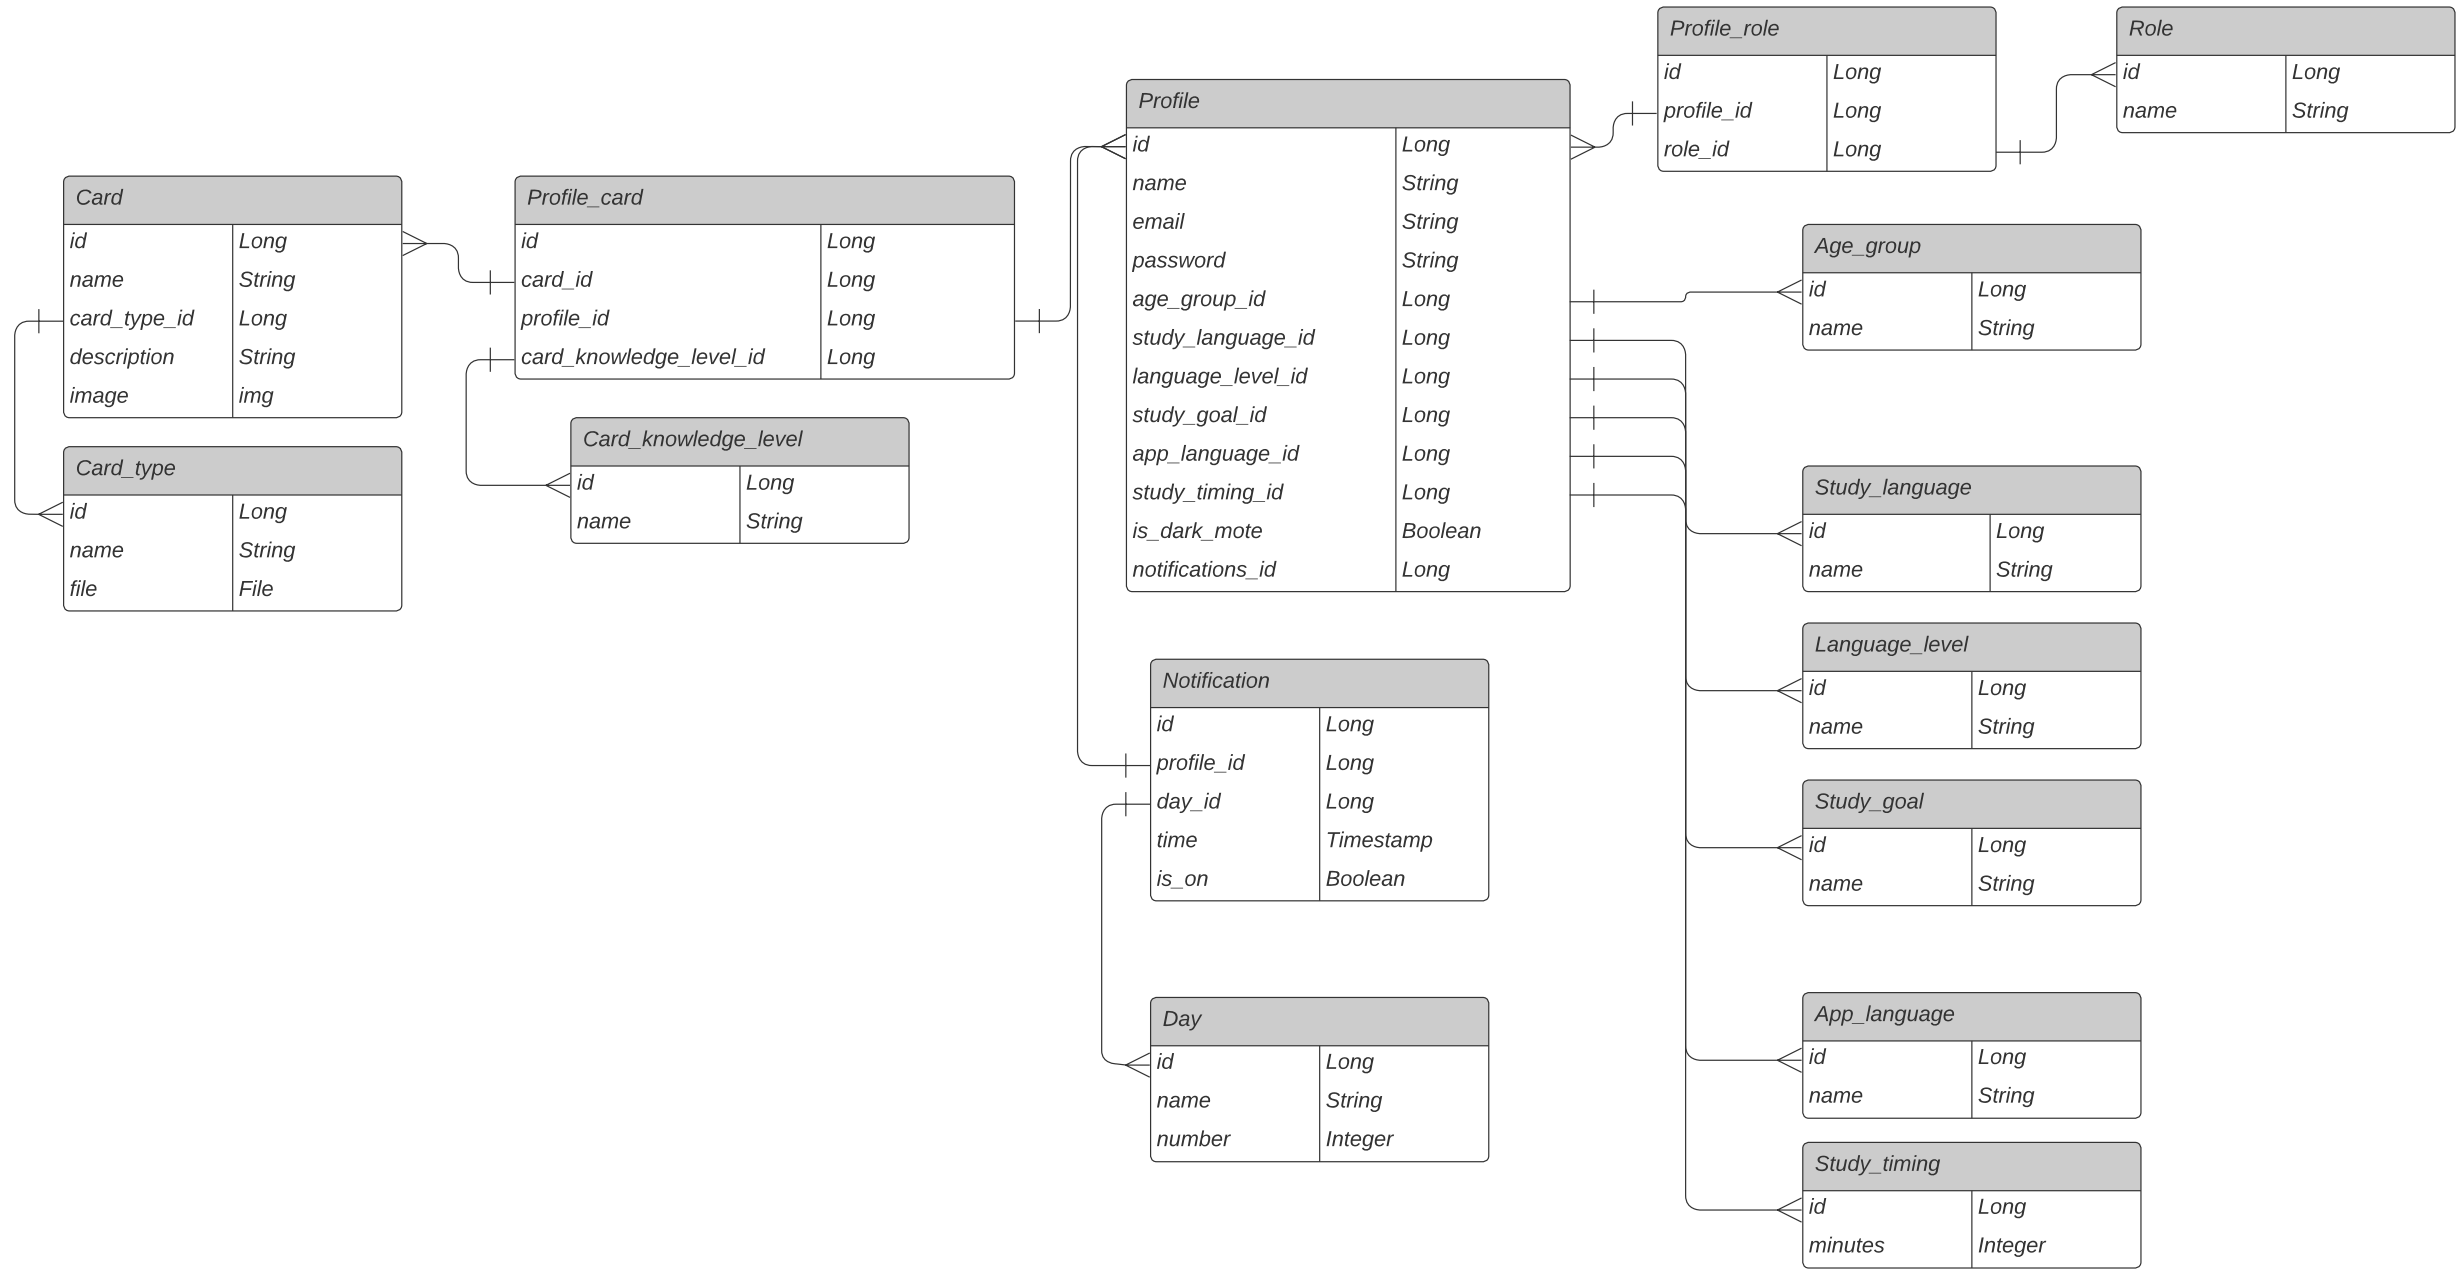 Profile_role
id Long
profile_id Long
role_id Long
Role
id Long
name String
Profile
id Long
name String
email String
password String
age_group_id Long
study_language_id Long
language_level_id Long
study_goal_id Long
app_language_id Long
study_timing_id Long
is_dark_mote Boolean
notifications_id Long
Card
id Long
name String
card_type_id Long
description String
image img
Profile_card
id Long
card_id Long
profile_id Long
card_knowledge_level_id Long
Card_type
id Long
name String
file File
Card_knowledge_level
id Long
name String
Age_group
id Long
name String
Study_language
id Long
name String
Language_level
id Long
name String
Notification
id Long
profile_id Long
day_id Long
time Timestamp
is_on Boolean
Study_goal
id Long
name String
Day
id Long
name String
number Integer
App_language
id Long
name String
Study_timing
id Long
minutes Integer